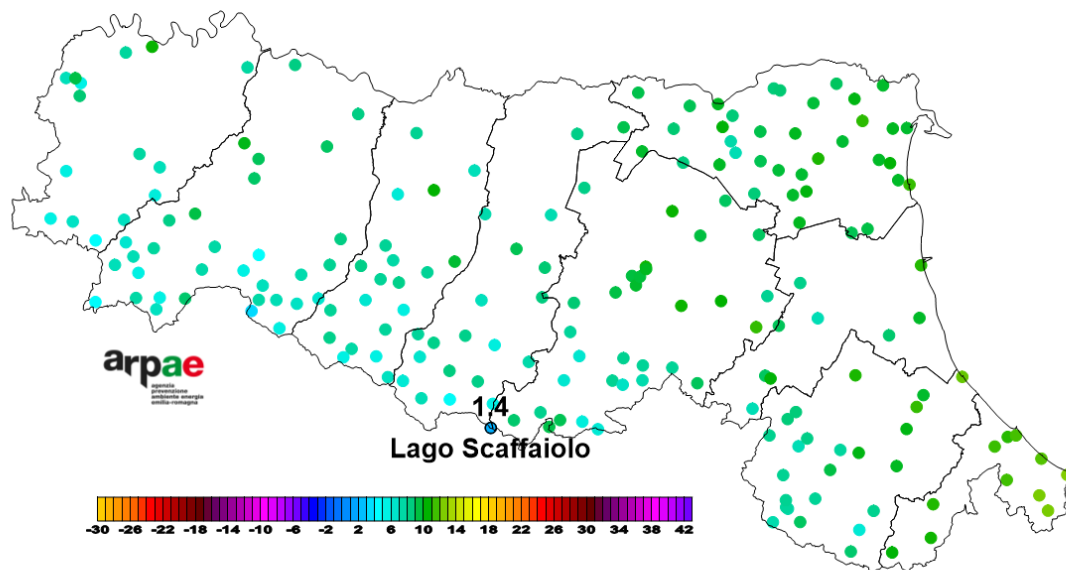 arpae
agenzia
prevenzione
ambiente energia
emilia-romagna
1.4
Lago Scaffaiolo
-30 -26 -22 -18 -14 -10 -6 -2 2 6 10 14 18 22 26 30 34 38 42